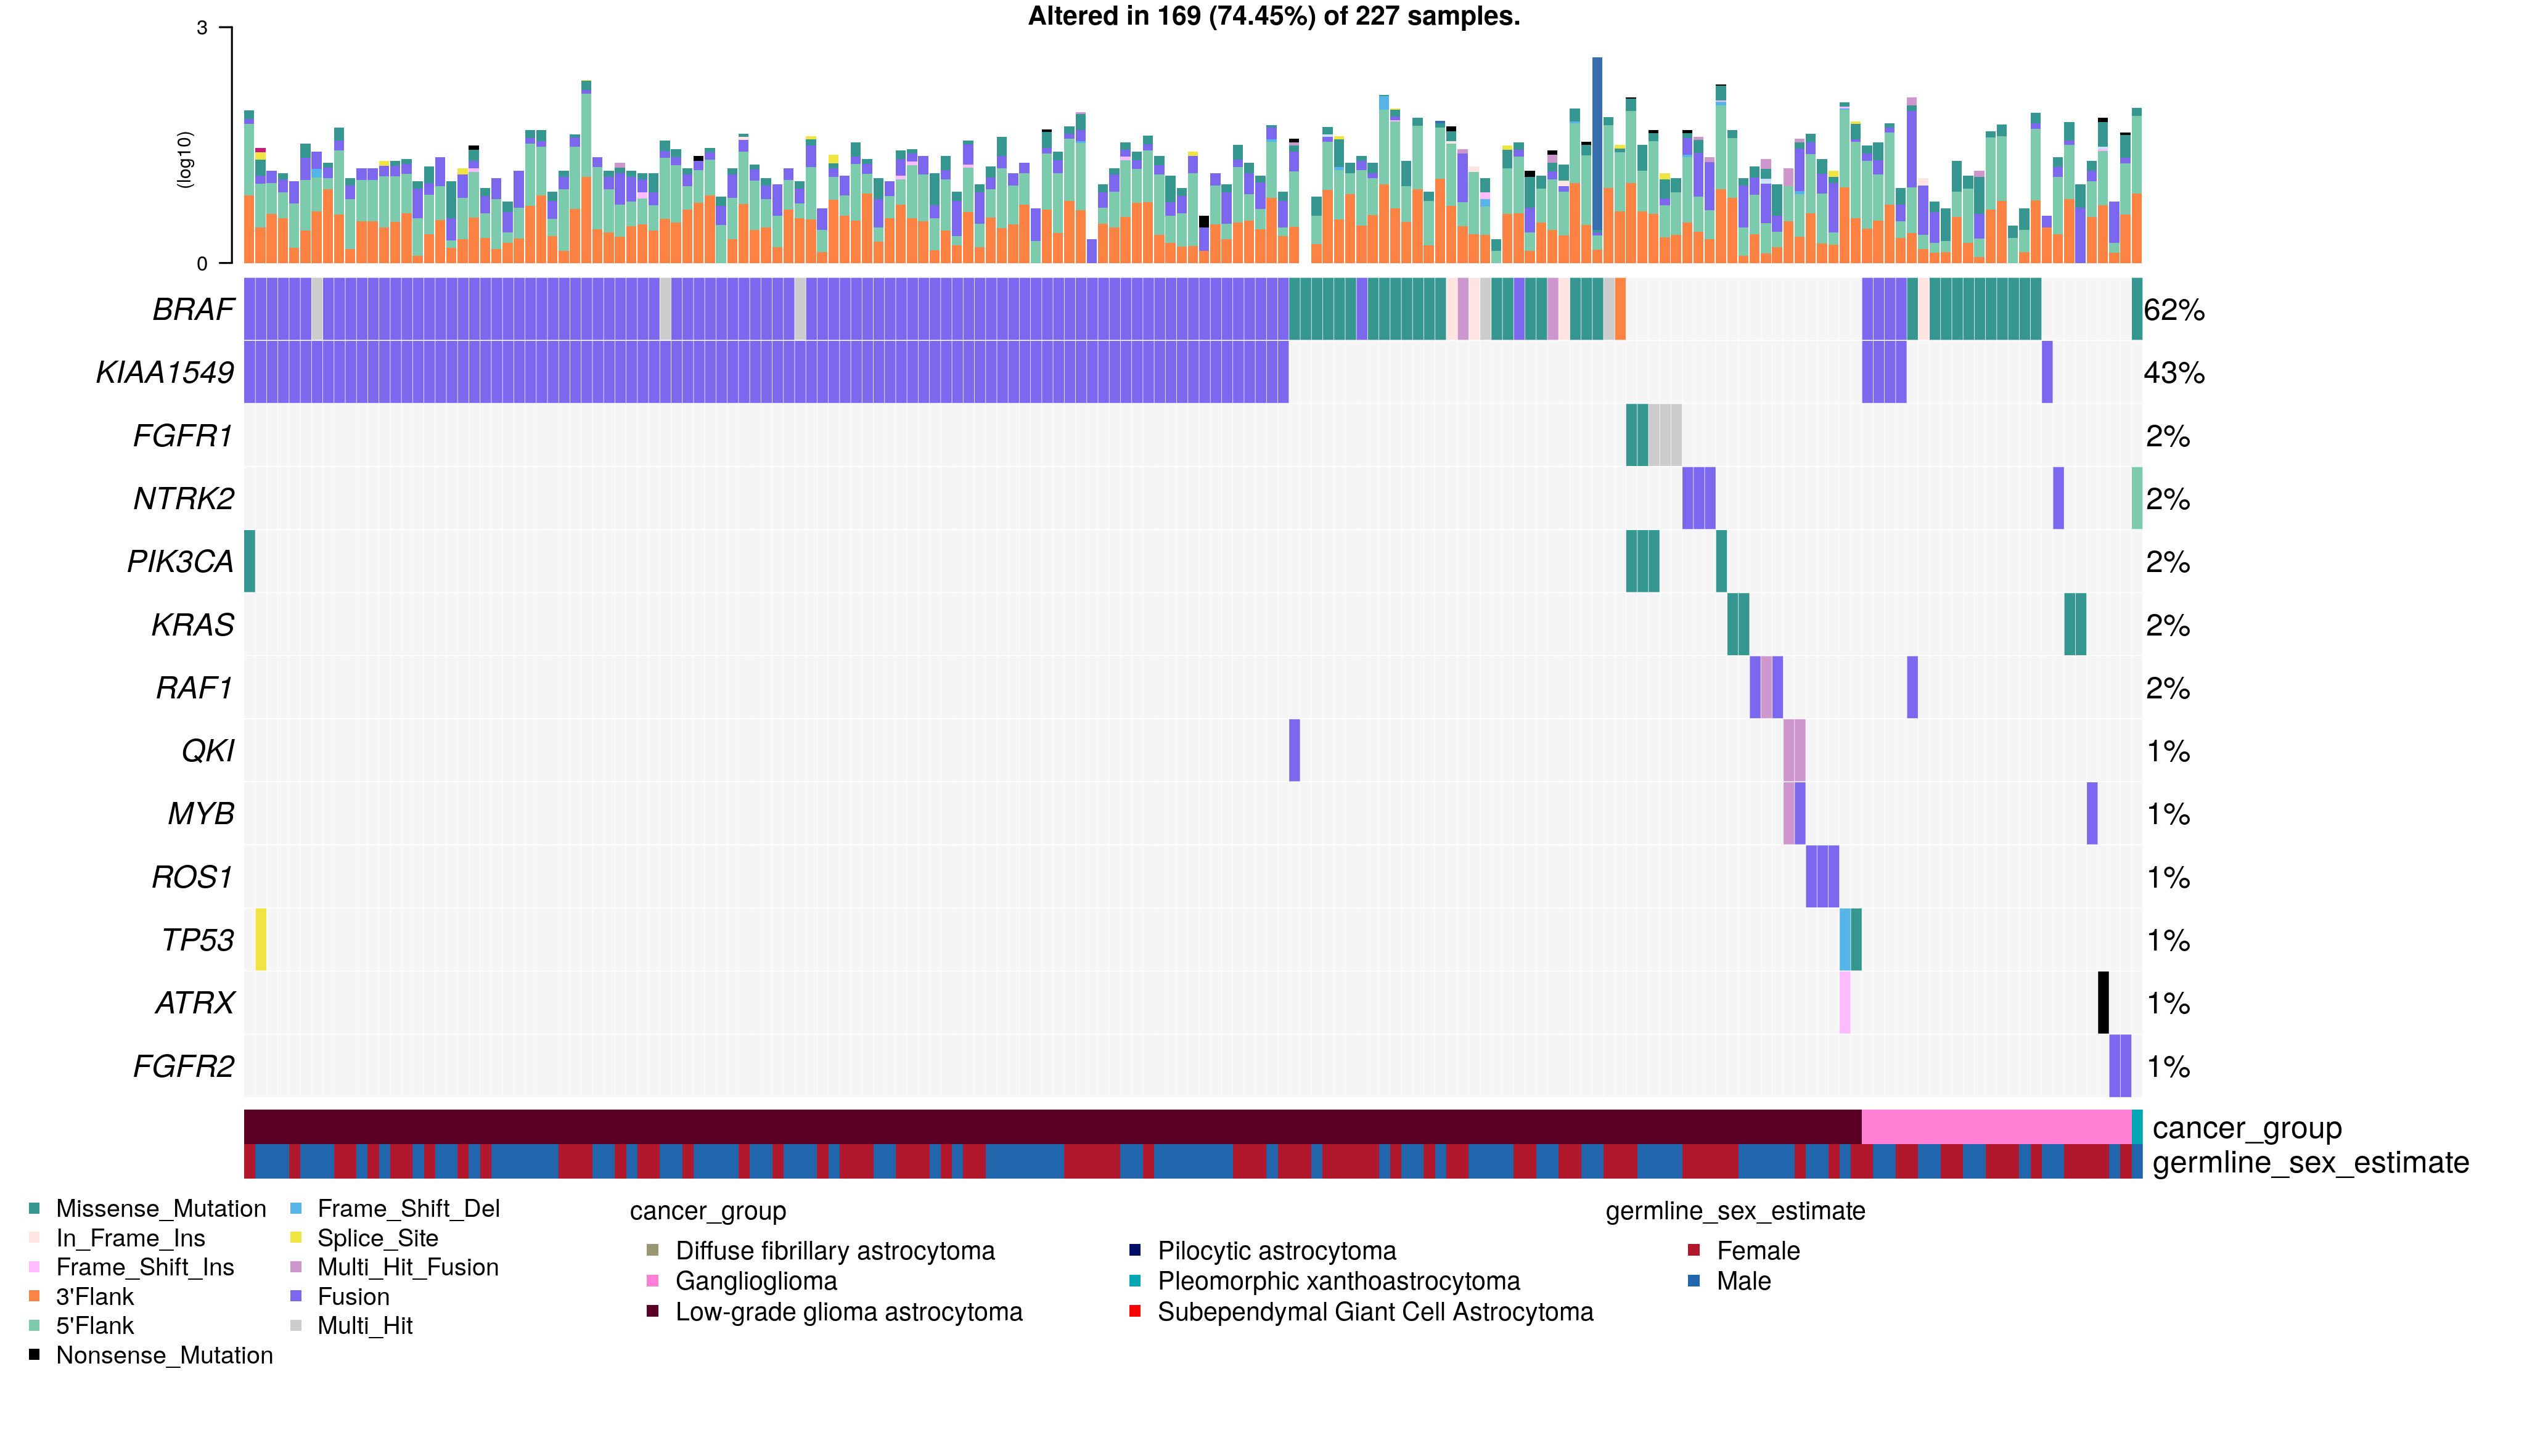 Altered in 169 (74.45%) of 227 samples.
3
(log10)
0
BRAF 62%
KIAA1549 43%
FGFR1 2%
NTRK2 2%
PIK3CA 2%
KRAS 2%
RAF1 2%
QKI 1%
MYB 1%
ROS1 1%
TP53 1%
ATRX 1%
FGFR2 1%
cancer_group
germline_sex_estimate
Missense_Mutation
In_Frame_Ins
Frame_Shift_Ins
3'Flank
5'Flank
Nonsense_Mutation
Frame_Shift_Del
Splice_Site
Multi_Hit_Fusion
Fusion
Multi_Hit
cancer_group
Diffuse fibrillary astrocytoma
Ganglioglioma
Low-grade glioma astrocytoma
Pilocytic astrocytoma
Pleomorphic xanthoastrocytoma
Subependymal Giant Cell Astrocytoma
germline_sex_estimate
Female
Male